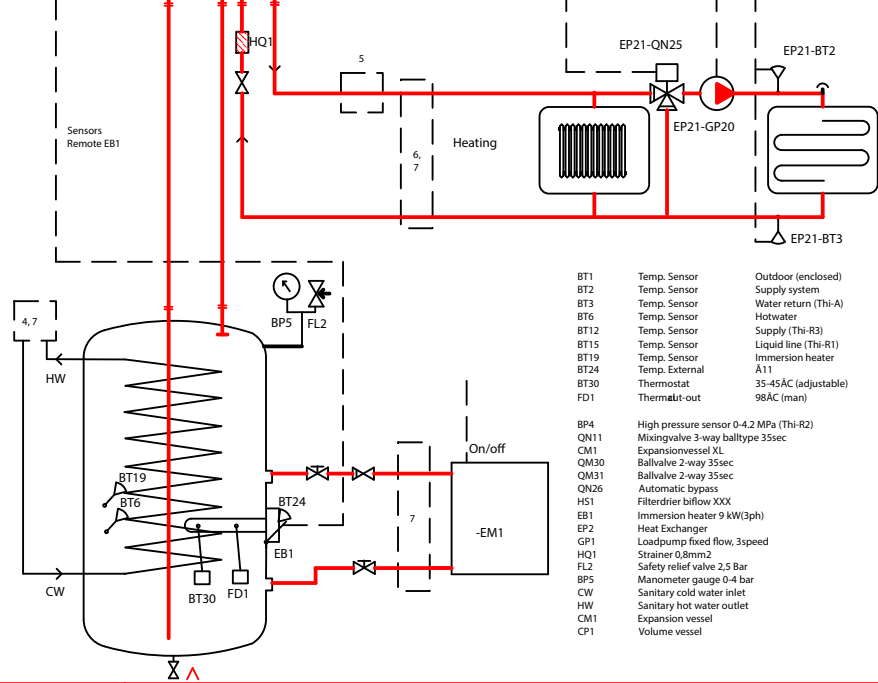 HQ1
5
EP21-QN25
EP21-BT2
Sensors
Remote EB1
Heating
6,
7
EP21-GP20
EP21-BT3
4,7
BP5
FL2
HW
BT19
BT6
BT24
EB1
BT30
FD1
CW
On/off
7
-EM1
BT1 Temp. Sensor Outdoor (enclosed)
BT2 Temp. Sensor Supply system
BT3 Temp. Sensor Water return (Thi-A)
BT6 Temp. Sensor Hotwater
BT12 Temp. Sensor Supply (Thi-R3)
BT15 Temp. Sensor Liquid line (Thi-R1)
BT19 Temp. Sensor Immersion heater
BT24 Temp. External Ä11
BT30 Thermostat 35-45ÂC (adjustable)
FD1 Thermal cut-out 98ÂC (man)
BP4 High pressure sensor 0-4.2 MPa (Thi-R2)
QN11 Mixingvalve 3-way balltype 35sec
CM1 Expansionvessel XL
QM30 Ballvalve 2-way 35sec
QM31 Ballvalve 2-way 35sec
QN26 Automatic bypass
HS1 Filterdrier biflow XXX
EB1 Immersion heater 9 kW(3ph)
EP2 Heat Exchanger
GP1 Loadpump fixed flow, 3speed
HQ1 Strainer 0,8mm2
FL2 Safety relief valve 2,5 Bar
BP5 Manometer gauge 0-4 bar
CW Sanitary cold water inlet
HW Sanitary hot water outlet
CM1 Expansion vessel
CP1 Volume vessel